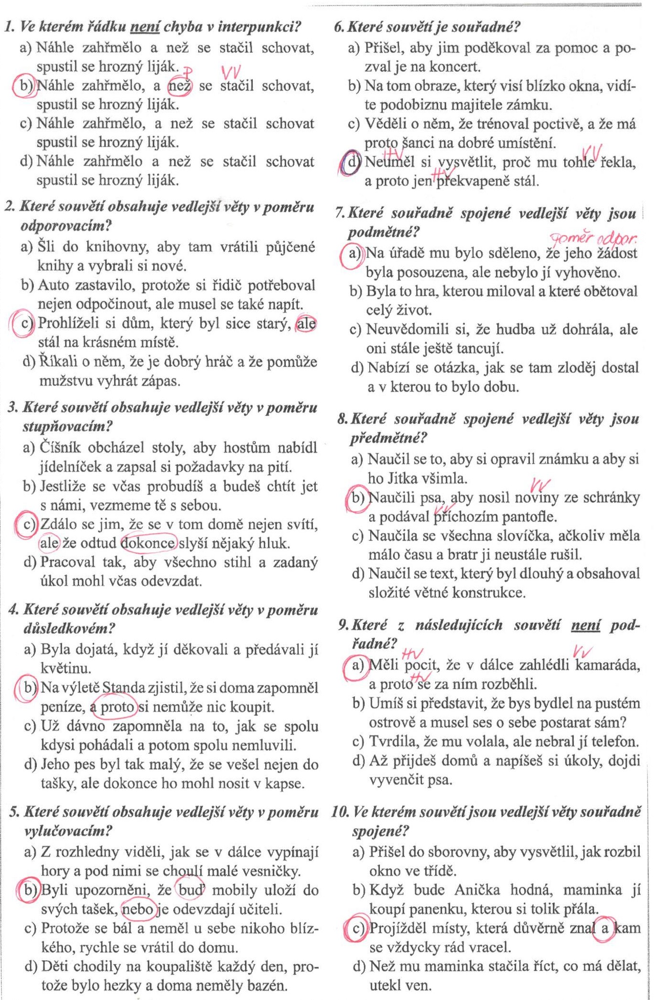 1. Ve kterém řádku není chyba v interpunkci?
a) Náhle zahřmělo a než se stačil schovat,
spustil se hrozný liják.
P VV
b) Náhle zahřmělo, a než se stačil schovat,
spustil se hrozný liják.
c) Náhle zahřmělo, a než se stačil schovat
spustil se hrozný liják.
d) Náhle zahřmělo a než se stačil schovat
spustil se hrozný liják.
2. Které souvětí obsahuje vedlejší věty v poměru
odporovacím?
a) Šli do knihovny, aby tam vrátili půjčené
knihy a vybrali si nové.
b) Auto zastavilo, protože si řidič potřeboval
nejen odpočinout, ale musel se také napít.
c) Prohlíželi si dům, který byl sice starý, ale
stál na krásném místě.
d) Říkali o něm, že je dobrý hráč a že pomůže
mužstvu vyhrát zápas.
3. Které souvětí obsahuje vedlejší věty v poměru
stupňovacím?
a) Číšník obcházel stoly, aby hostům nabídl
jídelníček a zapsal si požadavky na pití.
b) Jestliže se včas probudíš a budeš chtít jet
s námi, vezmeme tě s sebou.
c) Zdálo se jim, že se v tom domě nejen svítí,
ale že odtud dokonce slyší nějaký hluk.
d) Pracoval tak, aby všechno stihl a zadaný
úkol mohl včas odevzdat.
4. Které souvětí obsahuje vedlejší věty v poměru
důsledkovém?
a) Byla dojatá, když jí děkovali a předávali jí
květinu.
b) Na výletě Standa zjistil, že si doma zapomněl
peníze, a proto si nemůže nic koupit.
c) Už dávno zapomněla na to, jak se spolu
kdysi pohádali a potom spolu nemluvili.
d) Jeho pes byl tak malý, že se vešel nejen do
tašky, ale dokonce ho mohl nosit v kapse.
5. Které souvětí obsahuje vedlejší věty v poměru
vylučovacím?
a) Z rozhledny viděli, jak se v dálce vypínají
hory a pod nimi se choulí malé vesničky.
b) Byli upozorněni, že buď mobily uloží do
svých tašek, nebo je odevzdají učiteli.
c) Protože se bál a neměl u sebe nikoho blíz-
kého, rychle se vrátil do domu.
d) Děti chodily na koupaliště každý den, pro-
tože bylo hezky a doma neměly bazén.
6. Které souvětí je souřadné?
a) Přišel, aby jim poděkoval za pomoc a po-
zval je na koncert.
b) Na tom obraze, který visí blízko okna, vidí-
te podobiznu majitele zámku.
c) Věděli o něm, že trénoval poctivě, a že má
proto šanci na dobré umístění.
HV VV
d) Neuměl si vysvětlit, proč mu tohle řekla,
HV
a proto jen překvapeně stál.
7. Které souřadně spojené vedlejší věty jsou
podmětné?
poměr odpor.
a) Na úřadě mu bylo sděleno, že jeho žádost
byla posouzena, ale nebylo jí vyhověno.
b) Byla to hra, kterou miloval a které obětoval
celý život.
c) Neuvědomili si, že hudba už dohrála, ale
oni stále ještě tancují.
d) Nabízí se otázka, jak se tam zloděj dostal
a v kterou to bylo dobu.
8. Které souřadně spojené vedlejší věty jsou
předmětné?
a) Naučil se to, aby si opravil známku a aby si
ho Jitka všimla.
VV
b) Naučili psa, aby nosil noviny ze schránky
VV
a podával příchozím pantofle.
c) Naučila se všechna slovíčka, ačkoliv měla
málo času a bratr ji neustále rušil.
d) Naučil se text, který byl dlouhý a obsahoval
složité větné konstrukce.
9. Které z následujících souvětí není pod-
řadné?
HV VV
a) Měli pocit, že v dálce zahlédli kamaráda,
HV
a proto se za ním rozběhli.
b) Umíš si představit, že bys bydlel na pustém
ostrově a musel ses o sebe postarat sám?
c) Tvrdila, že mu volala, ale nebral jí telefon.
d) Až přijdeš domů a napíšeš si úkoly, dojdi
vyvenčit psa.
10. Ve kterém souvětí jsou vedlejší věty souřadně
spojené?
a) Přišel do sborovny, aby vysvětlil, jak rozbil
okno ve třídě.
b) Když bude Anička hodná, maminka jí
koupí panenku, kterou si tolik přála.
c) Projížděl místy, která důvěrně znal a kam
se vždycky rád vracel.
d) Než mu maminka stačila říct, co má dělat,
utekl ven.